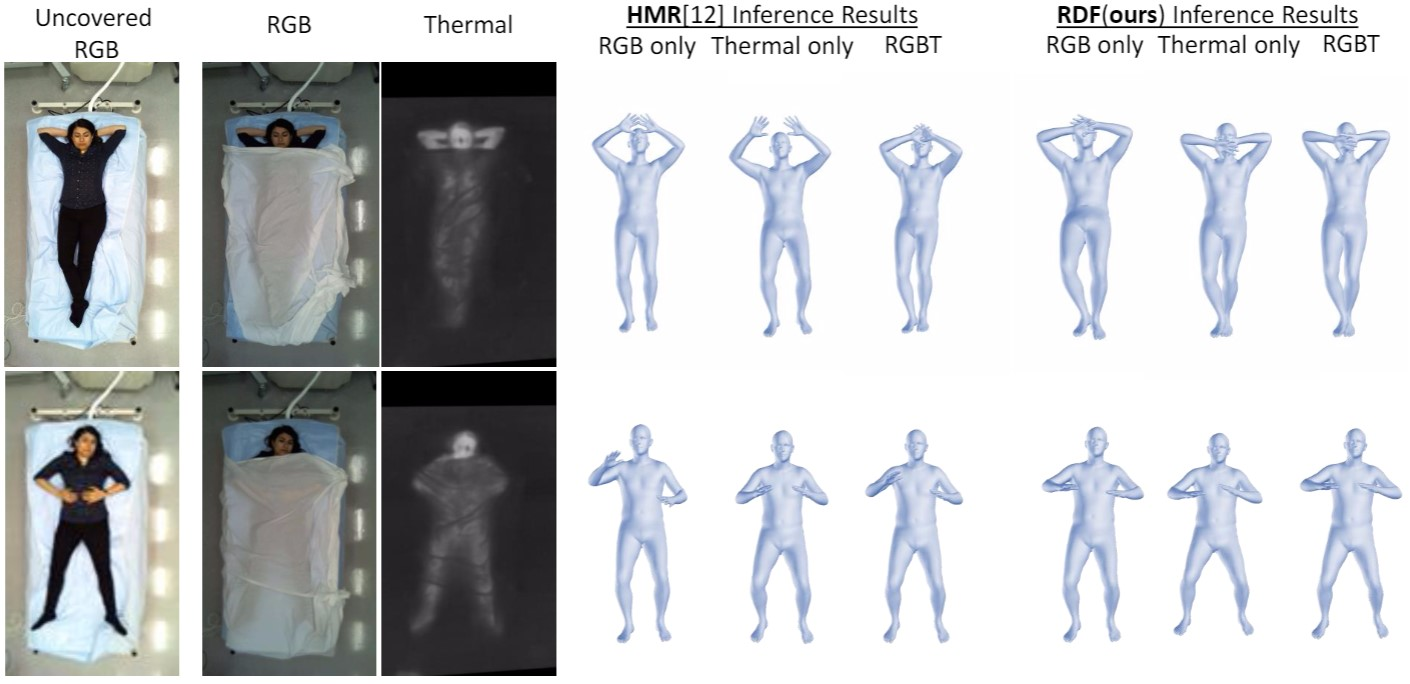 Uncovered
RGB
RGB
Thermal
HMR[12] Inference Results
RGB only Thermal only RGBT
RDF(ours) Inference Results
RGB only Thermal only RGBT